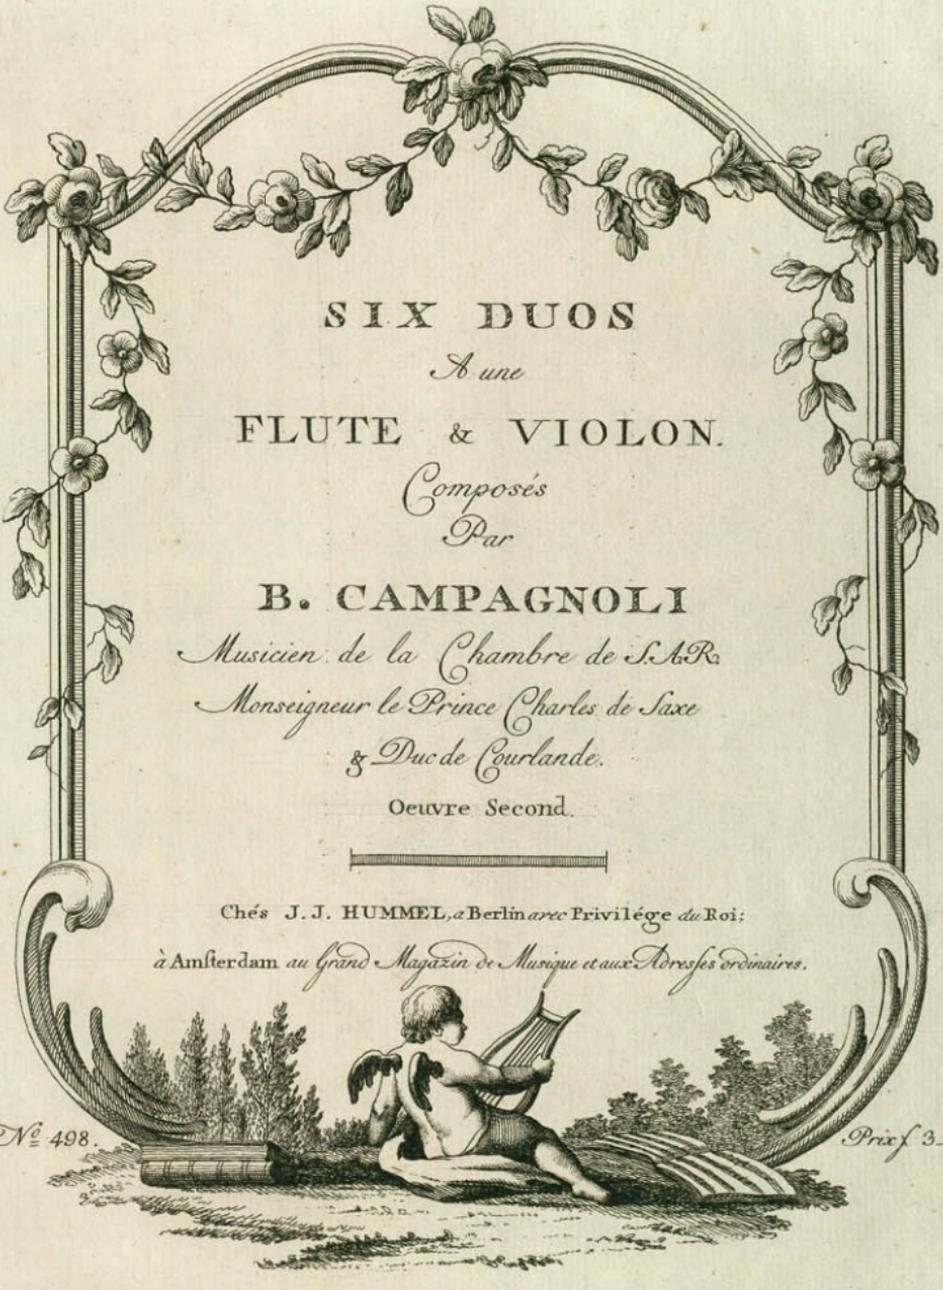 SIX DUOS
A une
FLUTE & VIOLON.
Composés
Par
B. CAMPAGNOLI
Musicien de la Chambre de S.A.R.
Monseigneur le Prince Charles de Saxe
& Duc de Courlande.
Oeuvre Second.
Chés J. J. HUMMEL, a Berlin avec Privilége du Roi;
à Amſterdam au Grand Magazin de Musique et aux Adreſses ordinaires.
Nº 498.
Prix f 3_